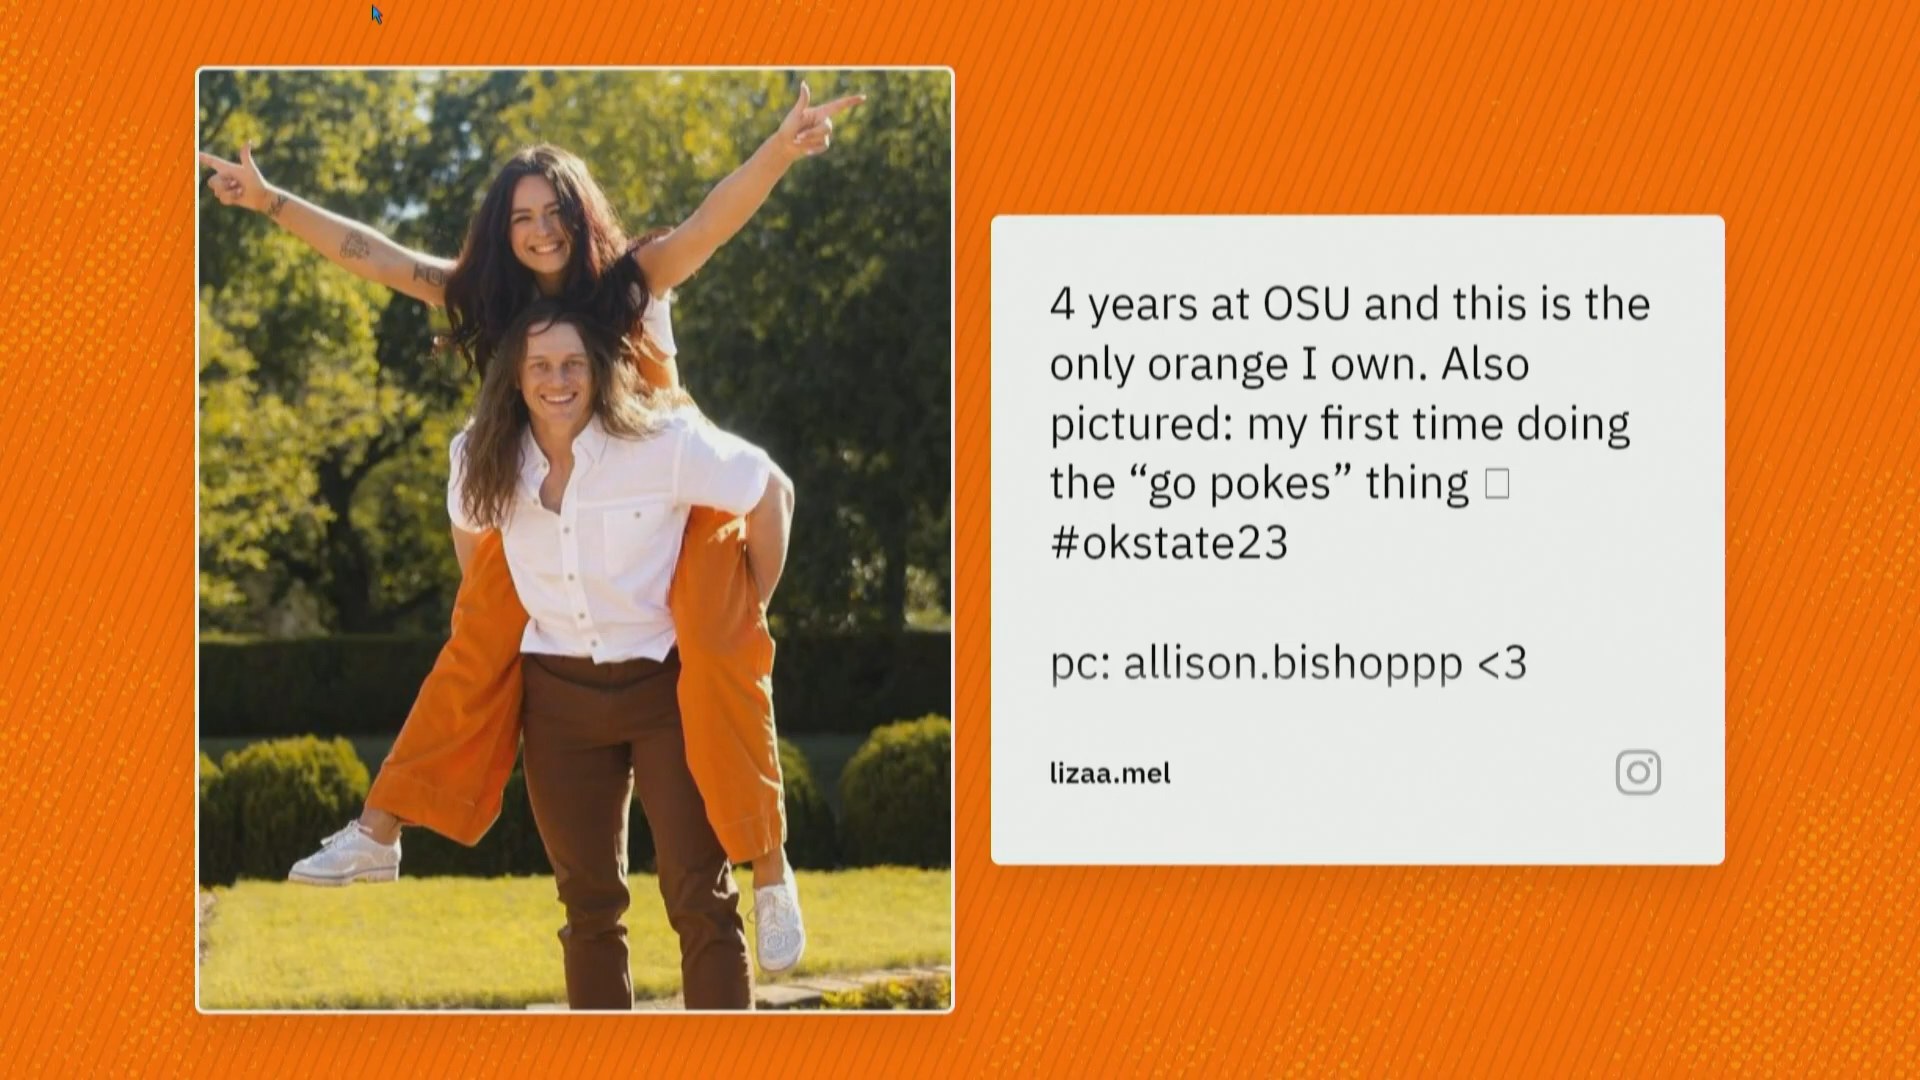 4 years at OSU and this is the
only orange I own. Also
pictured: my first time doing
the “go pokes” thing □
#okstate23
pc: allison.bishoppp <3
lizaa.mel